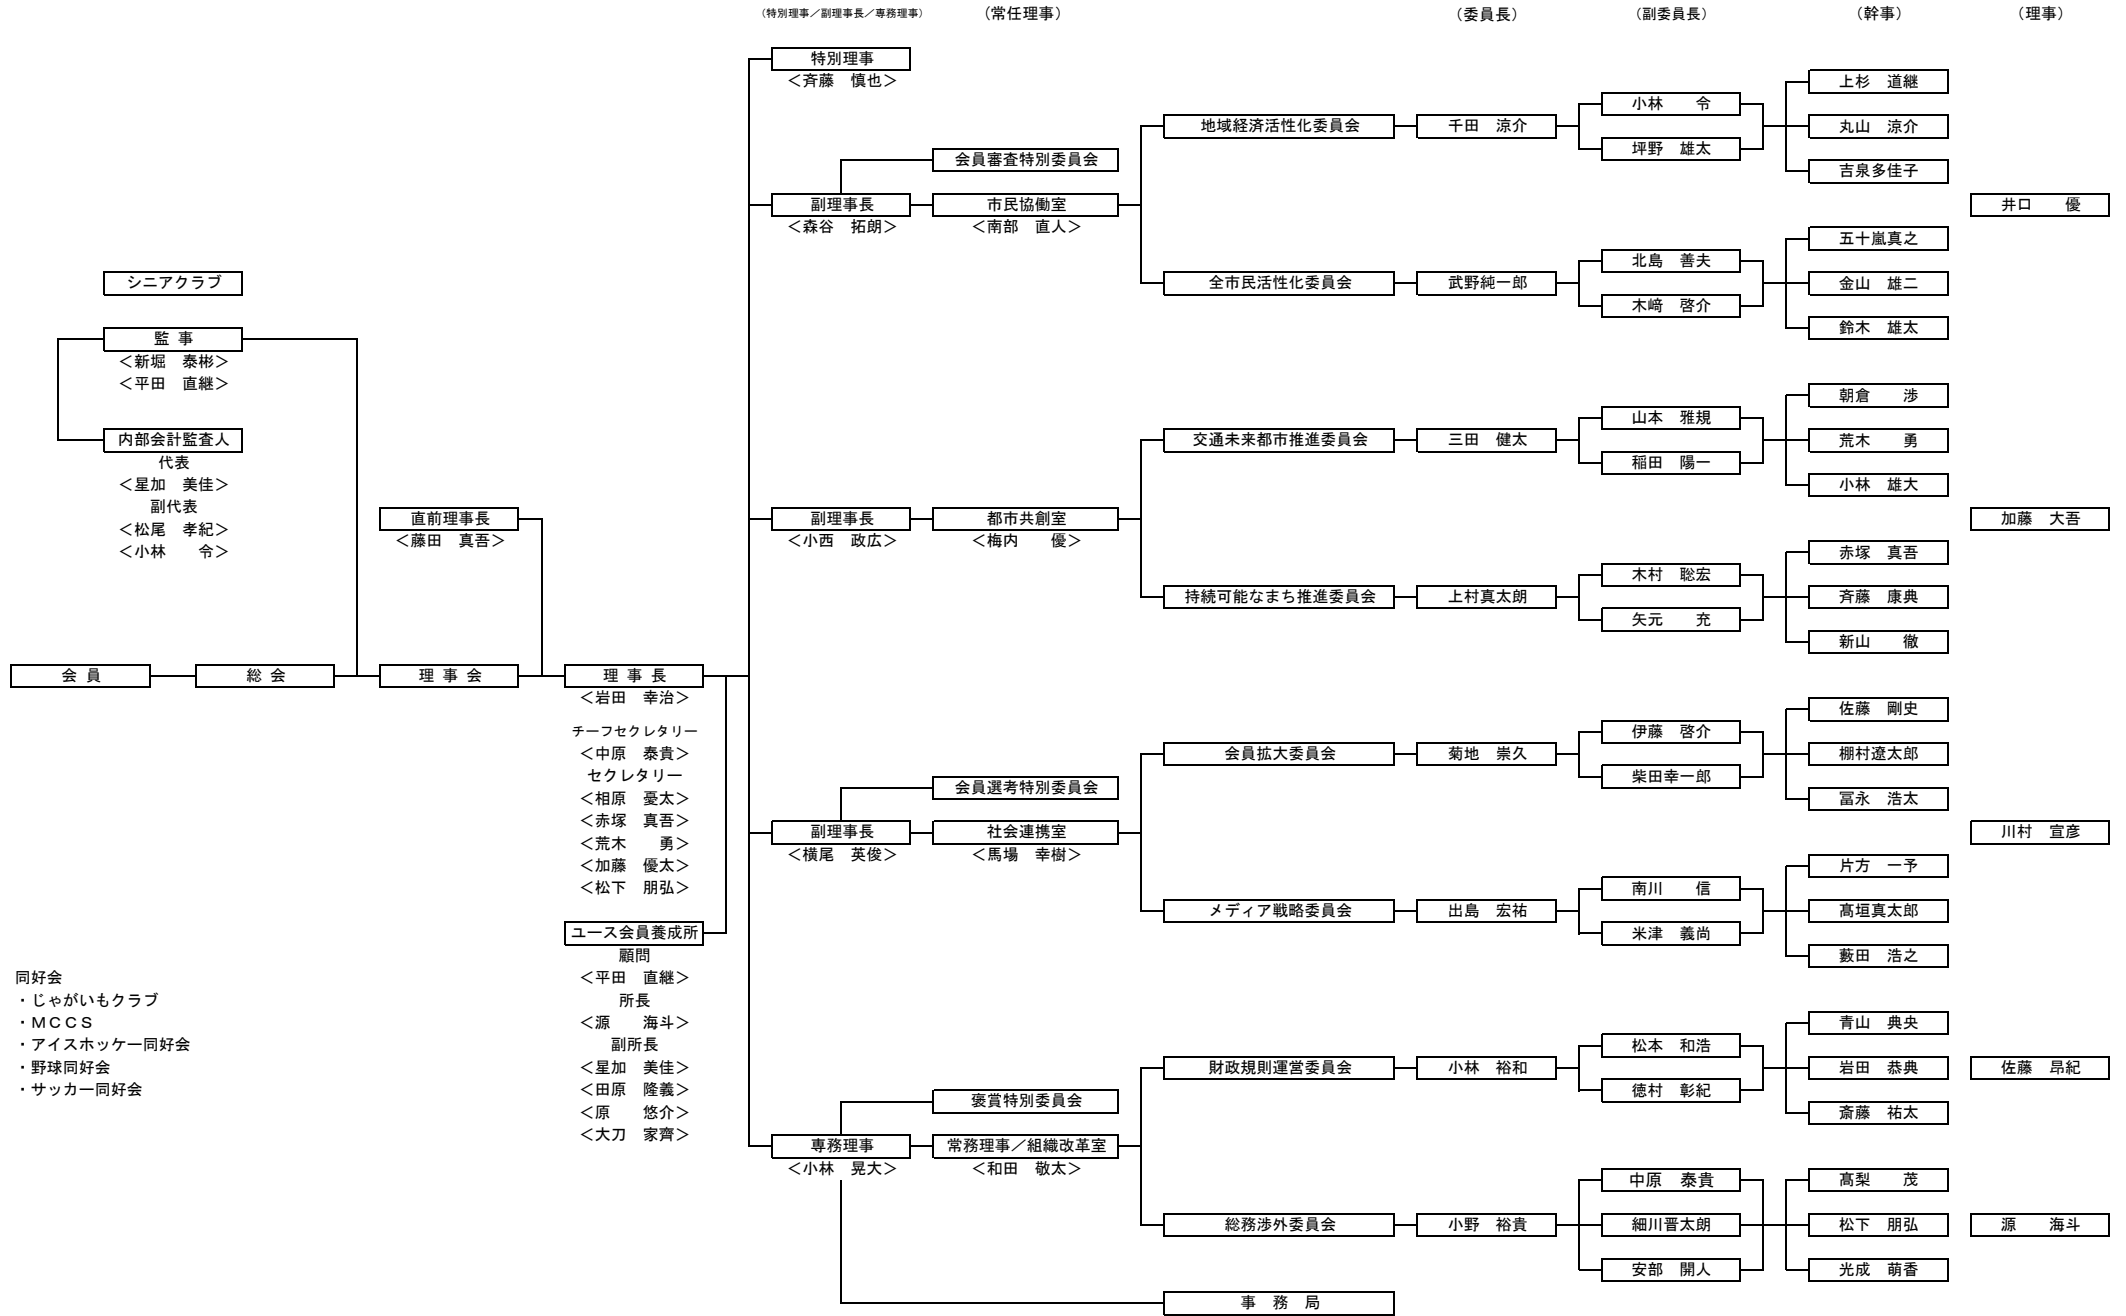 （特別理事／副理事長／専務理事）
（常任理事）
（委員長）
（副委員長）
（幹事）
（理事）
シニアクラブ
監 事
＜新堀　泰彬＞
＜平田　直継＞
内部会計監査人
代表
＜星加　美佳＞
副代表
＜松尾　孝紀＞
＜小林　　令＞
会 員
総 会
理 事 会
直前理事長
＜藤田　真吾＞
理 事 長
＜岩田　幸治＞
チーフセクレタリー
＜中原　泰貴＞
セクレタリー
＜相原　憂太＞
＜赤塚　真吾＞
＜荒木　　勇＞
＜加藤　優太＞
＜松下　朋弘＞
ユース会員養成所
顧問
＜平田　直継＞
所長
＜源　　海斗＞
副所長
＜星加　美佳＞
＜田原　隆義＞
＜原　　悠介＞
＜大刀　家齊＞
同好会
・じゃがいもクラブ
・ＭＣＣＳ
・アイスホッケー同好会
・野球同好会
・サッカー同好会
特別理事
＜斉藤　慎也＞
会員審査特別委員会
副理事長
＜森谷　拓朗＞
市民協働室
＜南部　直人＞
地域経済活性化委員会
千田　涼介
小林　　令
坪野　雄太
上杉　道継
丸山　涼介
吉泉多佳子
井口　　優
全市民活性化委員会
武野純一郎
北島　善夫
木﨑　啓介
五十嵐真之
金山　雄二
鈴木　雄太
副理事長
＜小西　政広＞
都市共創室
＜梅内　　優＞
交通未来都市推進委員会
三田　健太
山本　雅規
稲田　陽一
朝倉　　渉
荒木　　勇
小林　雄大
加藤　大吾
持続可能なまち推進委員会
上村真太朗
木村　聡宏
矢元　　充
赤塚　真吾
斉藤　康典
新山　　徹
会員選考特別委員会
副理事長
＜横尾　英俊＞
社会連携室
＜馬場　幸樹＞
会員拡大委員会
菊地　崇久
伊藤　啓介
柴田幸一郎
佐藤　剛史
棚村遼太郎
冨永　浩太
川村　宣彦
メディア戦略委員会
出島　宏祐
南川　　信
米津　義尚
片方　一予
髙垣真太郎
藪田　浩之
褒賞特別委員会
専務理事
＜小林　晃大＞
常務理事／組織改革室
＜和田　敬太＞
財政規則運営委員会
小林　裕和
松本　和浩
徳村　彰紀
青山　典央
岩田　恭典
斎藤　祐太
佐藤　昂紀
総務渉外委員会
小野　裕貴
中原　泰貴
細川晋太朗
安部　開人
髙梨　　茂
松下　朋弘
光成　萌香
源　　海斗
事　務　局